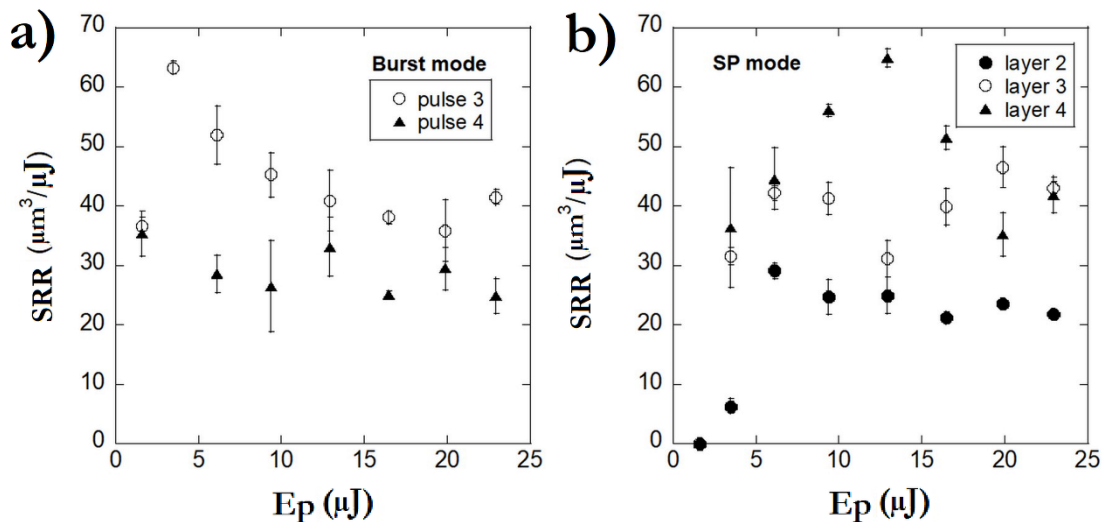 a)
Burst mode
pulse 3
pulse 4
SRR (μm³/μJ)
70
60
50
40
30
20
10
0
0 5 10 15 20 25
Ep (μJ)
b)
SP mode
layer 2
layer 3
layer 4
SRR (μm³/μJ)
70
60
50
40
30
20
10
0
0 5 10 15 20 25
Ep (μJ)